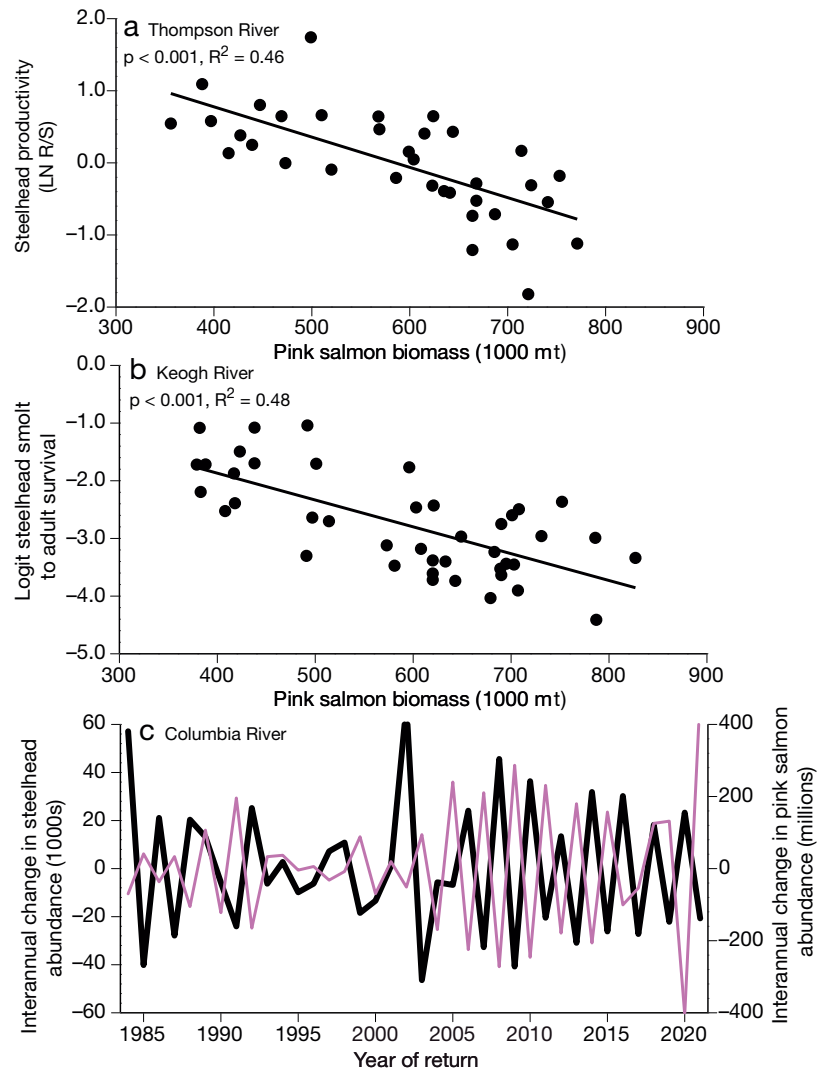 a Thompson River
p < 0.001, R² = 0.46
Steelhead productivity
(LN R/S)
2.0
1.0
0.0
−1.0
−2.0
300 400 500 600 700 800 900
Pink salmon biomass (1000 mt)
b Keogh River
p < 0.001, R² = 0.48
Logit steelhead smolt
to adult survival
0.0
−1.0
−2.0
−3.0
−4.0
−5.0
300 400 500 600 700 800 900
Pink salmon biomass (1000 mt)
c Columbia River
Interannual change in steelhead
abundance (1000s)
60
40
20
0
−20
−40
−60
400
200
0
−200
−400
Interannual change in pink salmon
abundance (millions)
1985 1990 1995 2000 2005 2010 2015 2020
Year of return